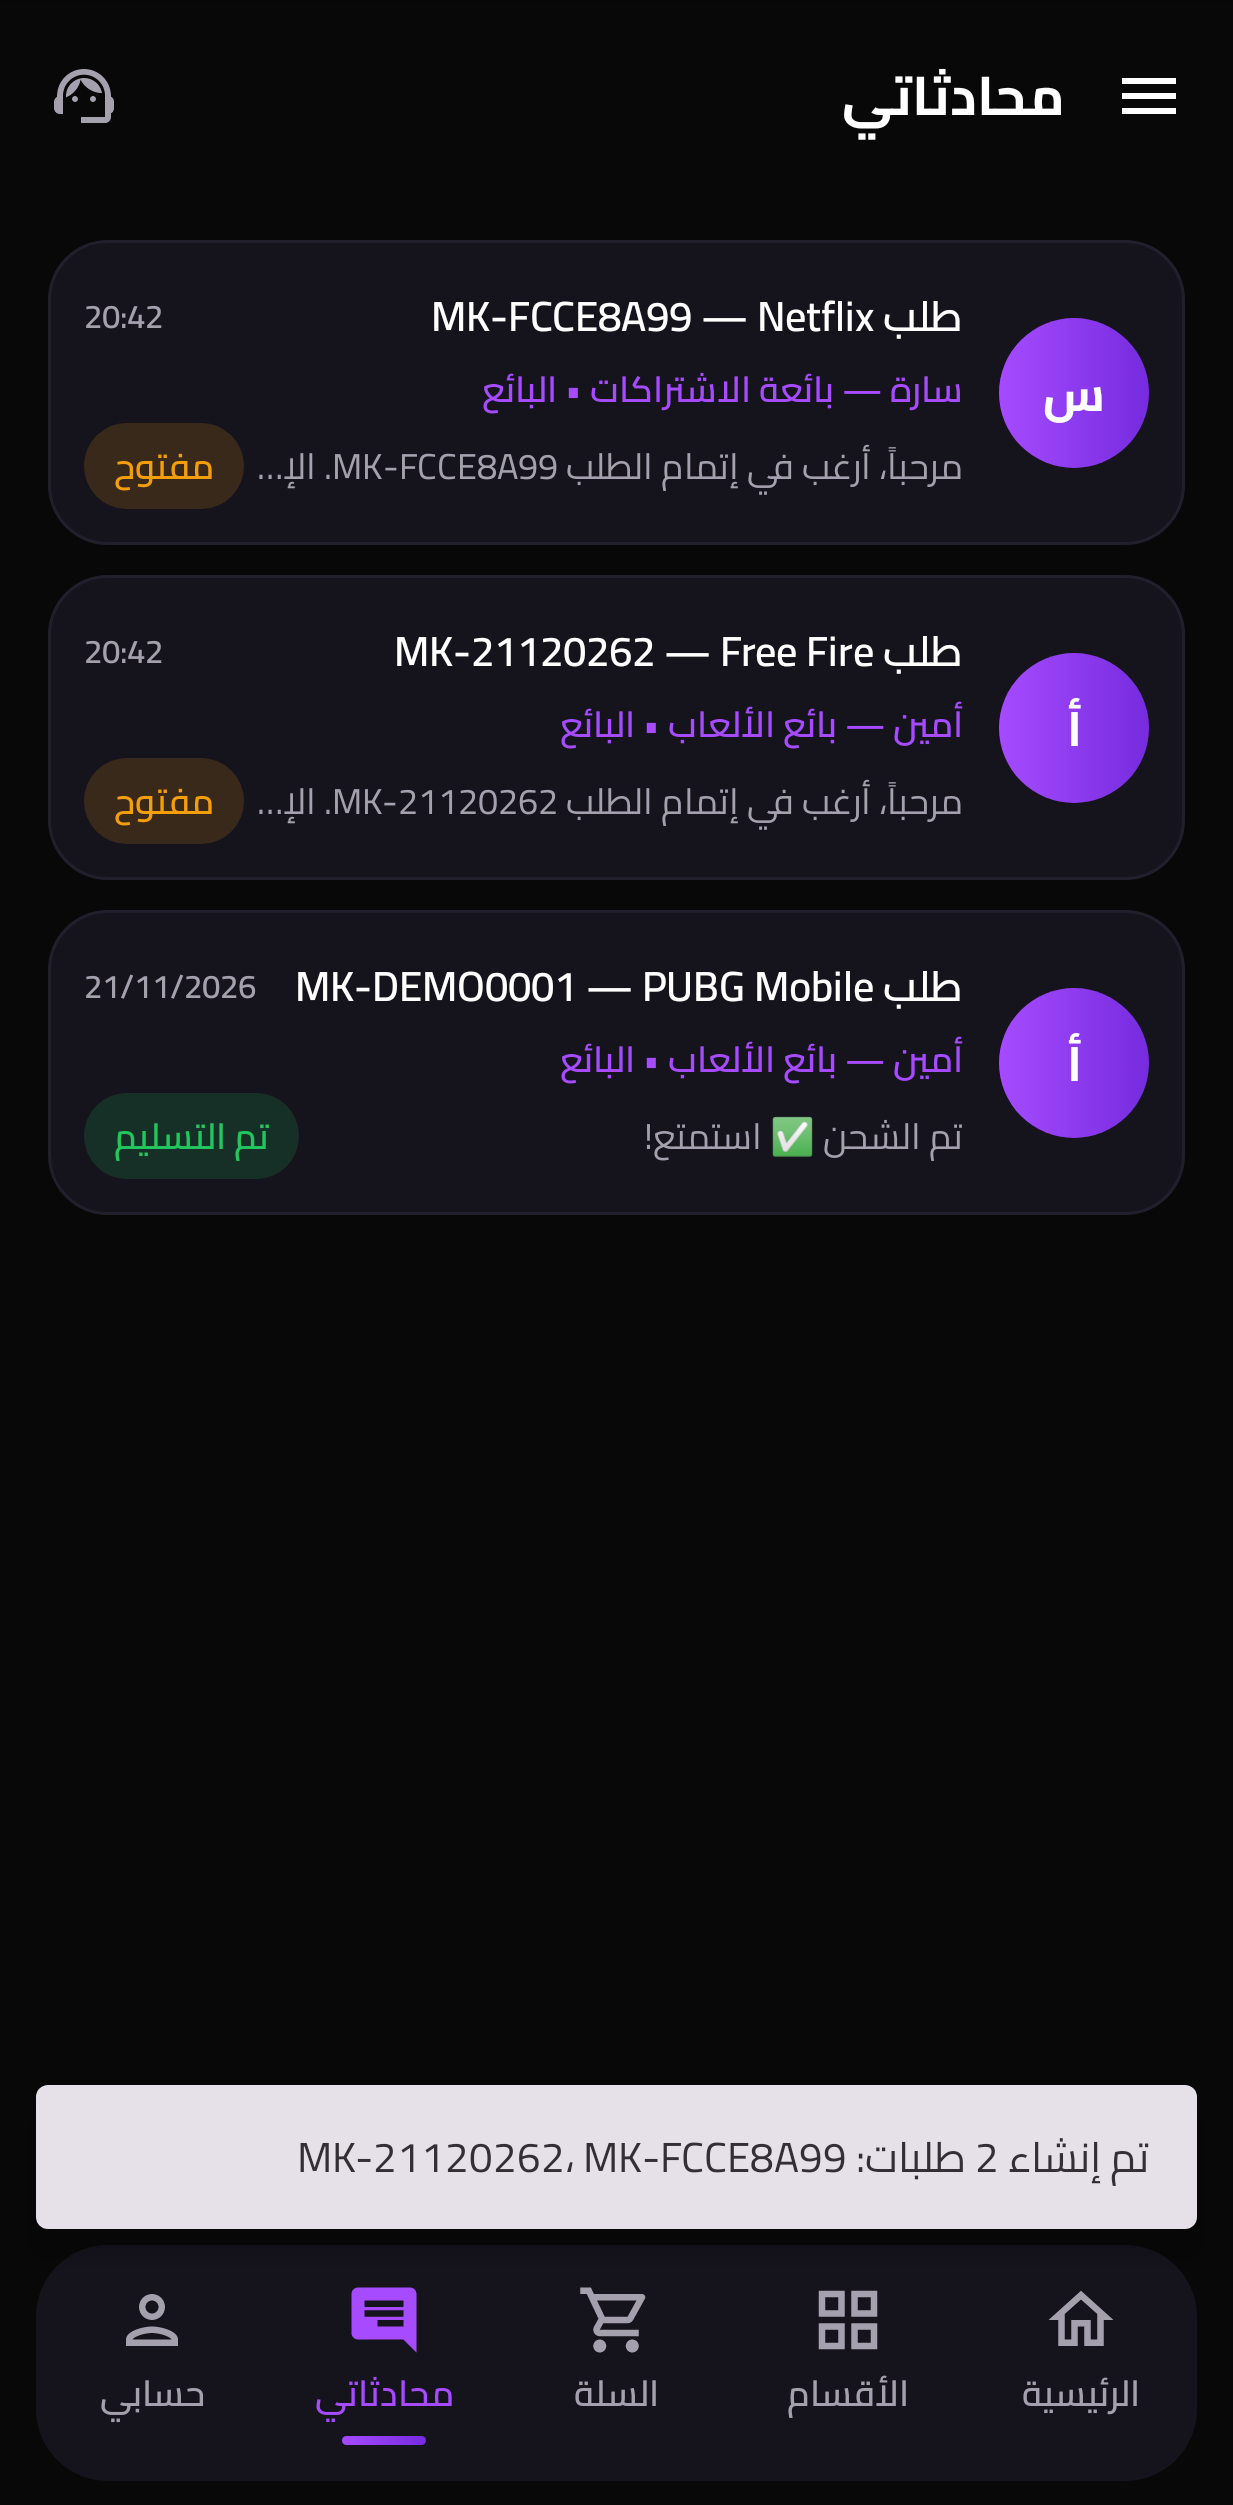 محادثاتي
طلب MK-FCCE8A99 — Netflix
20:42
س
سارة — بائعة الاشتراكات • البائع
مرحباً، أرغب في إتمام الطلب MK-FCCE8A99. الإ...
مفتوح
طلب MK-21120262 — Free Fire
20:42
أ
أمين — بائع الألعاب • البائع
مرحباً، أرغب في إتمام الطلب MK-21120262. الإ...
مفتوح
طلب MK-DEMO0001 — PUBG Mobile
21/11/2026
أ
أمين — بائع الألعاب • البائع
تم الشحن ✅ استمتع!
تم التسليم
تم إنشاء 2 طلبات: MK-FCCE8A99، MK-21120262
الرئيسية
الأقسام
السلة
محادثاتي
حسابي